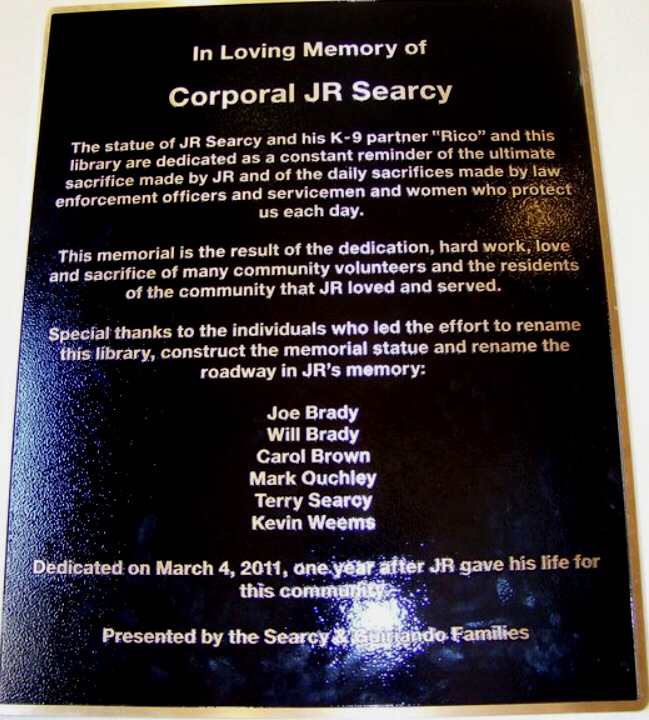 In Loving Memory of
Corporal JR Searcy
The statue of JR Searcy and his K-9 partner "Rico" and this
library are dedicated as a constant reminder of the ultimate
sacrifice made by JR and of the daily sacrifices made by law
enforcement officers and servicemen and women who protect
us each day.
This memorial is the result of the dedication, hard work, love
and sacrifice of many community volunteers and the residents
of the community that JR loved and served.
Special thanks to the individuals who led the effort to rename
this library, construct the memorial statue and rename the
roadway in JR's memory:
Joe Brady
Will Brady
Carol Brown
Mark Ouchley
Terry Searcy
Kevin Weems
Dedicated on March 4, 2011, one year after JR gave his life for
this community.
Presented by the Searcy & Families